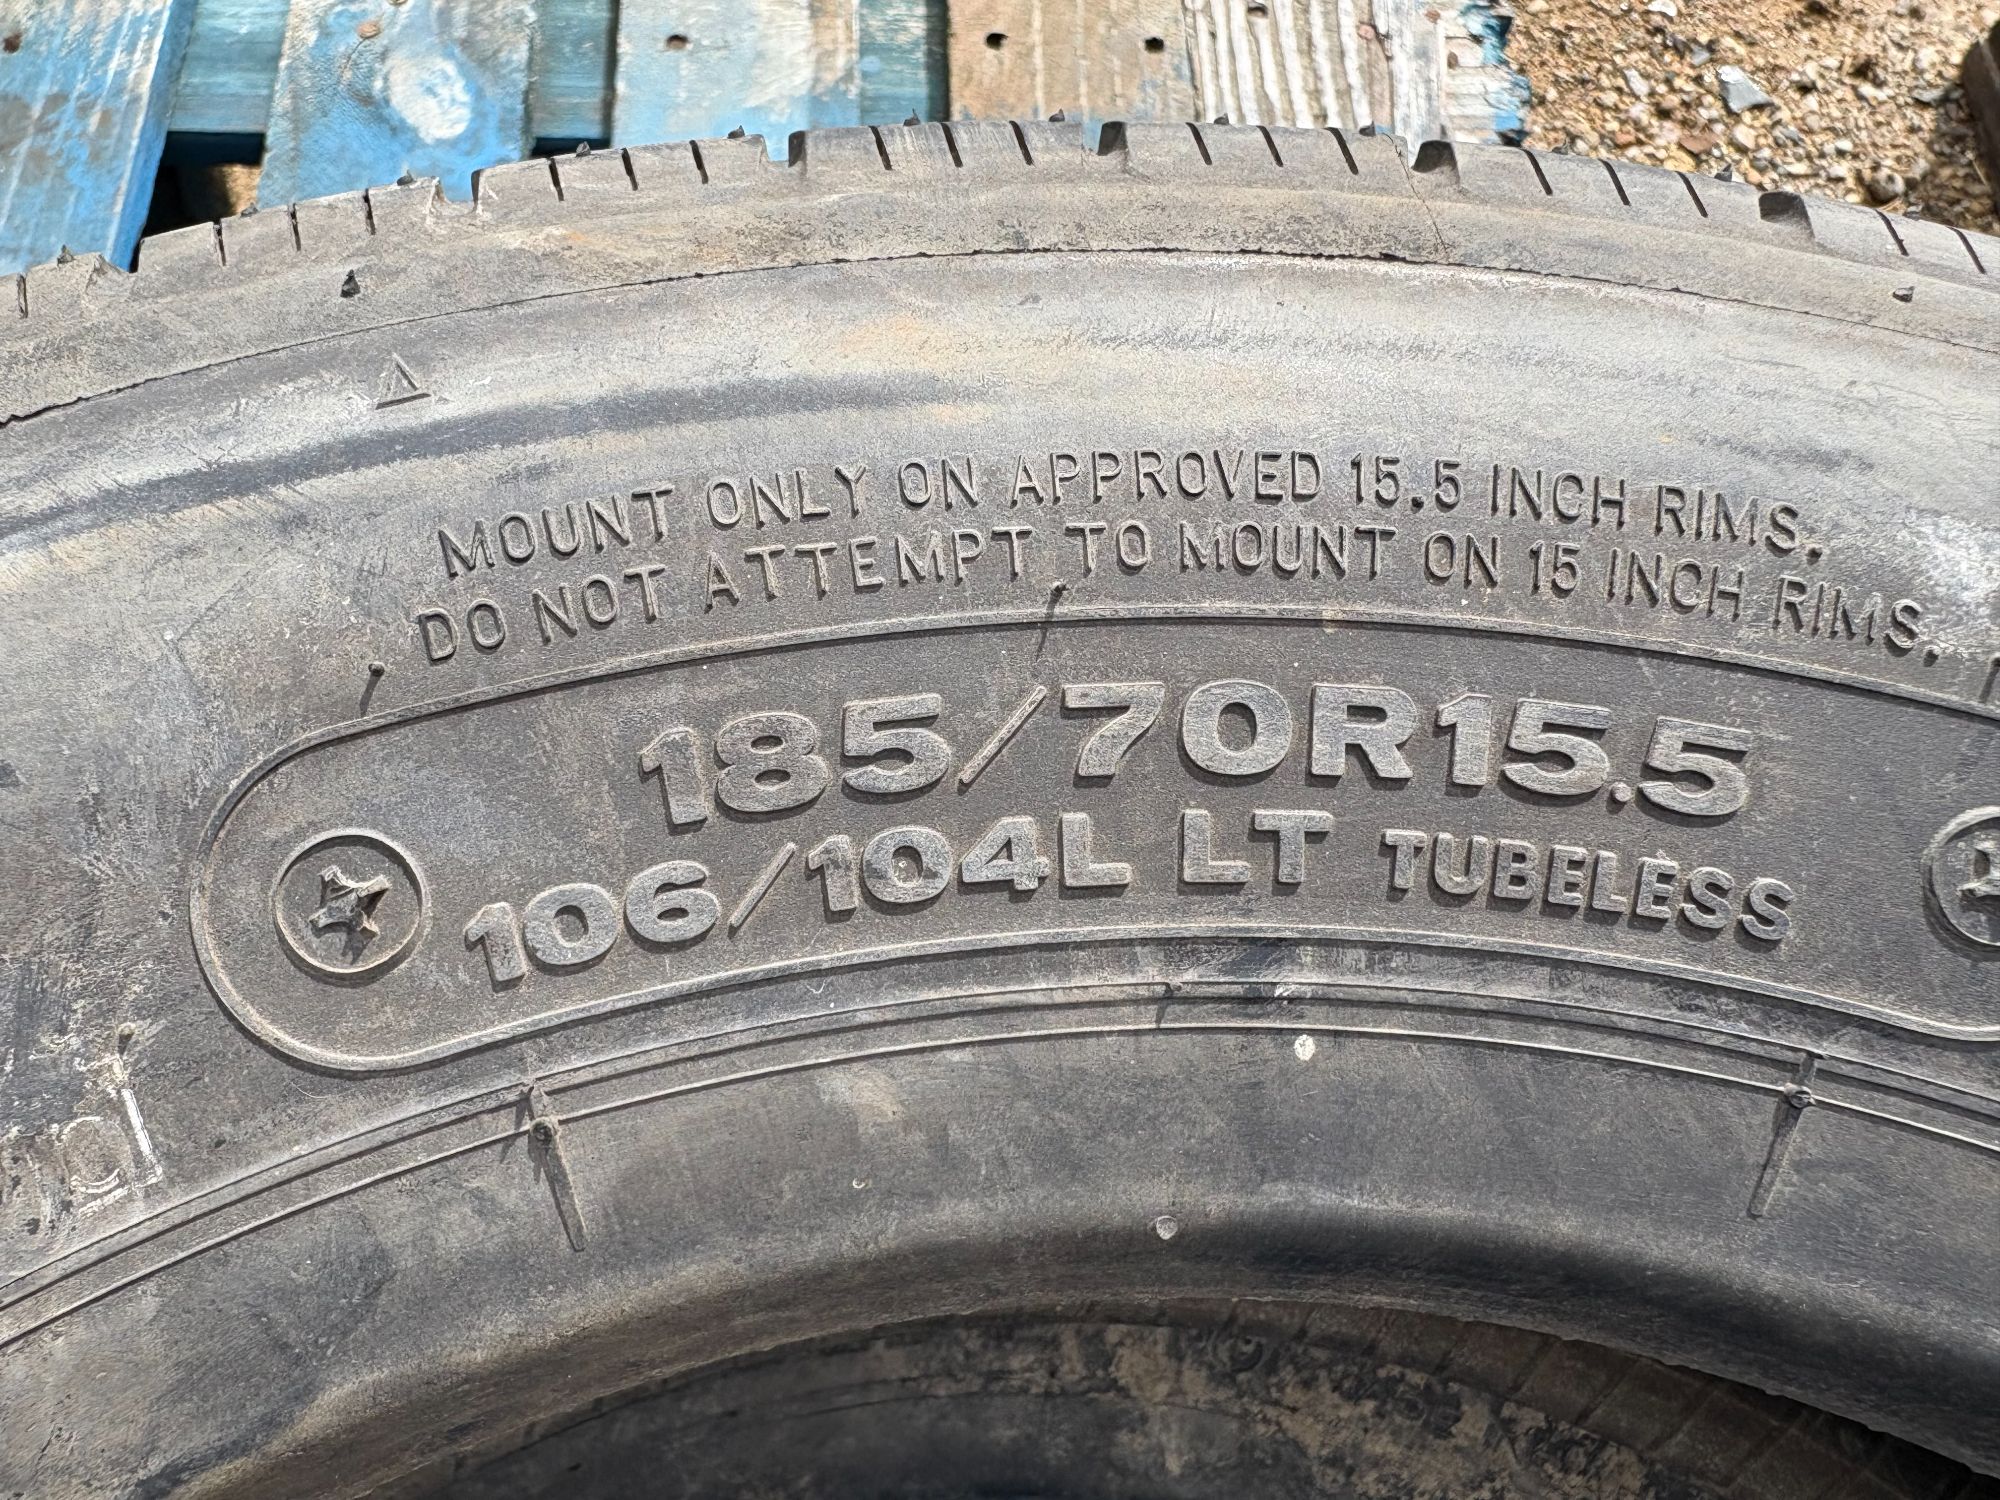 MOUNT ONLY ON APPROVED 15.5 INCH RIMS.
DO NOT ATTEMPT TO MOUNT ON 15 INCH RIMS.
185/70R15.5
106/104L LT TUBELESS